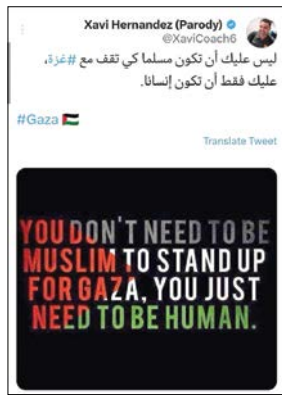 Xavi Hernandez (Parody)
@XaviCoach6
ليس عليك أن تكون مسلما كي تقف مع #غزة،
عليك فقط أن تكون إنسانا.
#Gaza 🇵🇸
Translate Tweet
YOU DON'T NEED TO BE
MUSLIM TO STAND UP
FOR GAZA, YOU JUST
NEED TO BE HUMAN.